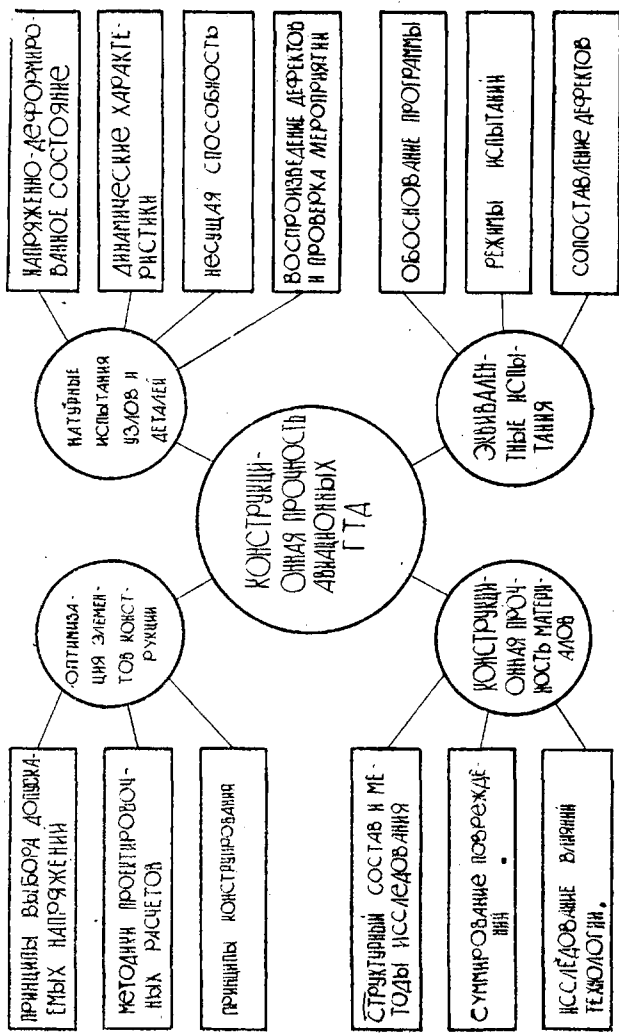 ПРИНЦИПЫ ВЫБОРА ДОПУСКА-
ЕМЫХ НАПРЯЖЕНИЙ
МЕТОДИКИ ПРОЕКТИРОВОЧ-
НЫХ РАСЧЕТОВ
ПРИНЦИПЫ КОНСТРУИРОВАНИЯ
ОПТИМИЗА-
ЦИЯ ЭЛЕМЕН-
ТОВ КОНСТ-
РУКЦИИ
НАТУРНЫЕ
ИСПЫТАНИЯ
УЗЛОВ И
ДЕТАЛЕЙ
НАПРЯЖЕННО-ДЕФОРМИРО-
ВАННОЕ СОСТОЯНИЕ
ДИНАМИЧЕСКИЕ ХАРАКТЕ-
РИСТИКИ
НЕСУЩАЯ СПОСОБНОСТЬ
ВОСПРОИЗВЕДЕНИЕ ДЕФЕКТОВ
И ПРОВЕРКА МЕРОПРИЯТИЙ
КОНСТРУКЦИ-
ОННАЯ ПРОЧНОСТЬ
АВИАЦИОННЫХ
ГТД
СТРУКТУРНЫЙ СОСТАВ И МЕ-
ТОДЫ ИССЛЕДОВАНИЯ
СУММИРОВАНИЕ ПОВРЕЖДЕ-
НИЙ
ИССЛЕДОВАНИЕ ВЛИЯНИЙ
ТЕХНОЛОГИИ.
КОНСТРУКЦИ-
ОННАЯ ПРОЧ-
НОСТЬ МАТЕРИ-
АЛОВ
ЭКВИВАЛЕН-
ТНЫЕ ИСПЫ-
ТАНИЯ
ОБОСНОВАНИЕ ПРОГРАММЫ
РЕЖИМЫ ИСПЫТАНИЙ
СОПОСТАВЛЕНИЕ ДЕФЕКТОВ